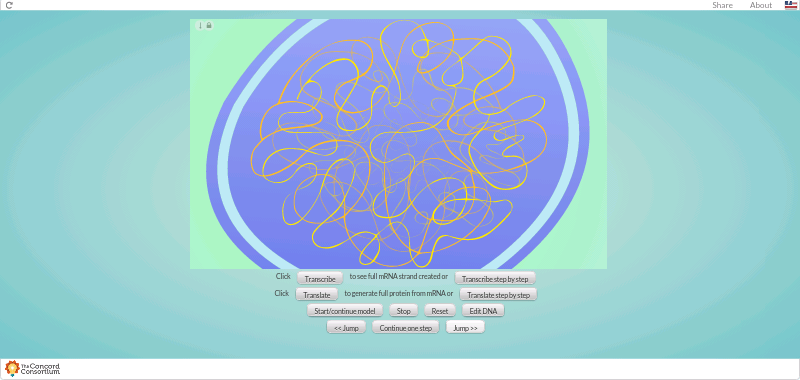 Share About
Click Transcribe to see full mRNA strand created or Transcribe step by step
Click Translate to generate full protein from mRNA or Translate step by step
Start/continue model Stop Reset Edit DNA
<< Jump Continue one step Jump >>
The Concord
Consortium